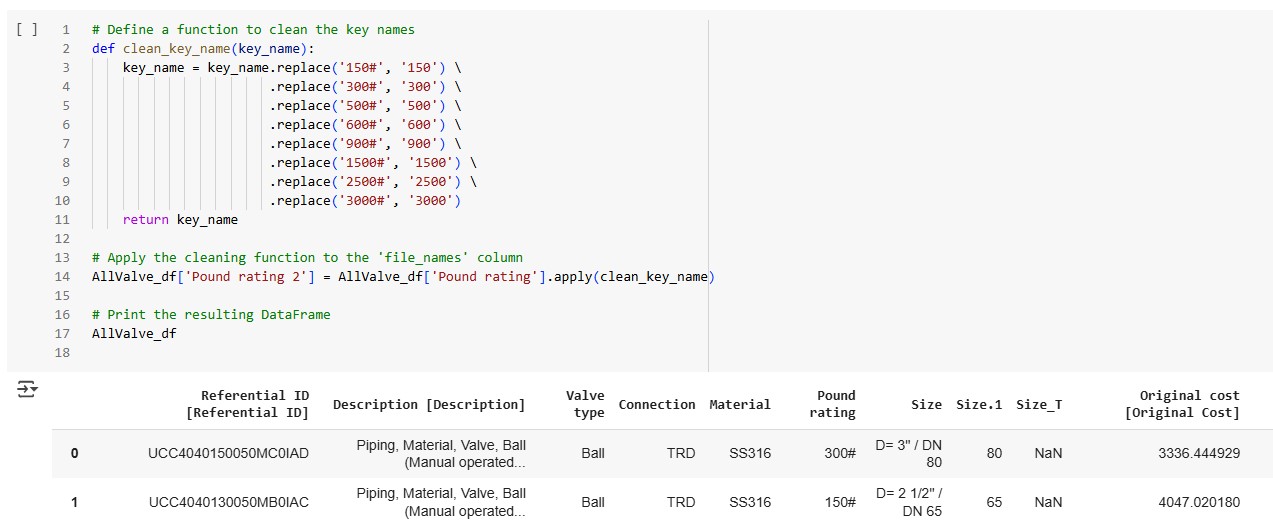 [ ]
1 # Define a function to clean the key names
2 def clean_key_name(key_name):
3 key_name = key_name.replace('150#', '150') \
4 .replace('300#', '300') \
5 .replace('500#', '500') \
6 .replace('600#', '600') \
7 .replace('900#', '900') \
8 .replace('1500#', '1500') \
9 .replace('2500#', '2500') \
10 .replace('3000#', '3000')
11 return key_name
12
13 # Apply the cleaning function to the 'file_names' column
14 AllValve_df['Pound rating 2'] = AllValve_df['Pound rating'].apply(clean_key_name)
15
16 # Print the resulting DataFrame
17 AllValve_df
18
Referential ID [Referential ID] Description [Description] Valve type Connection Material Pound rating Size Size.1 Size_T Original cost [Original Cost]
0 UCC4040150050MC0IAD Piping, Material, Valve, Ball (Manual operated... Ball TRD SS316 300# D= 3" / DN 80 80 NaN 3336.444929
1 UCC4040130050MB0IAC Piping, Material, Valve, Ball (Manual operated... Ball TRD SS316 150# D= 2 1/2" / DN 65 65 NaN 4047.020180